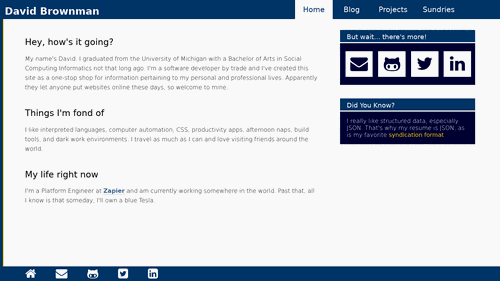 David Brownman
Home Blog Projects Sundries
Hey, how's it going?
My name's David. I graduated from the University of Michigan with a Bachelor of Arts in Social
Computing Informatics not that long ago. I'm a software developer by trade and I've created this
site as a one-stop shop for information pertaining to my personal and professional lives. Apparently
they let anyone put websites online these days, so welcome to mine.
Things I'm fond of
I like interpreted languages, computer automation, CSS, productivity apps, afternoon naps, build
tools, and dark work environments. I travel as much as I can and love visiting friends around the
world.
My life right now
I'm a Platform Engineer at Zapier and am currently working somewhere in the world. Past that, all
I know is that someday, I'll own a blue Tesla.
But wait... there's more!
Did You Know?
I really like structured data, especially
JSON. That's why my resume is JSON, as
is my favorite syndication format